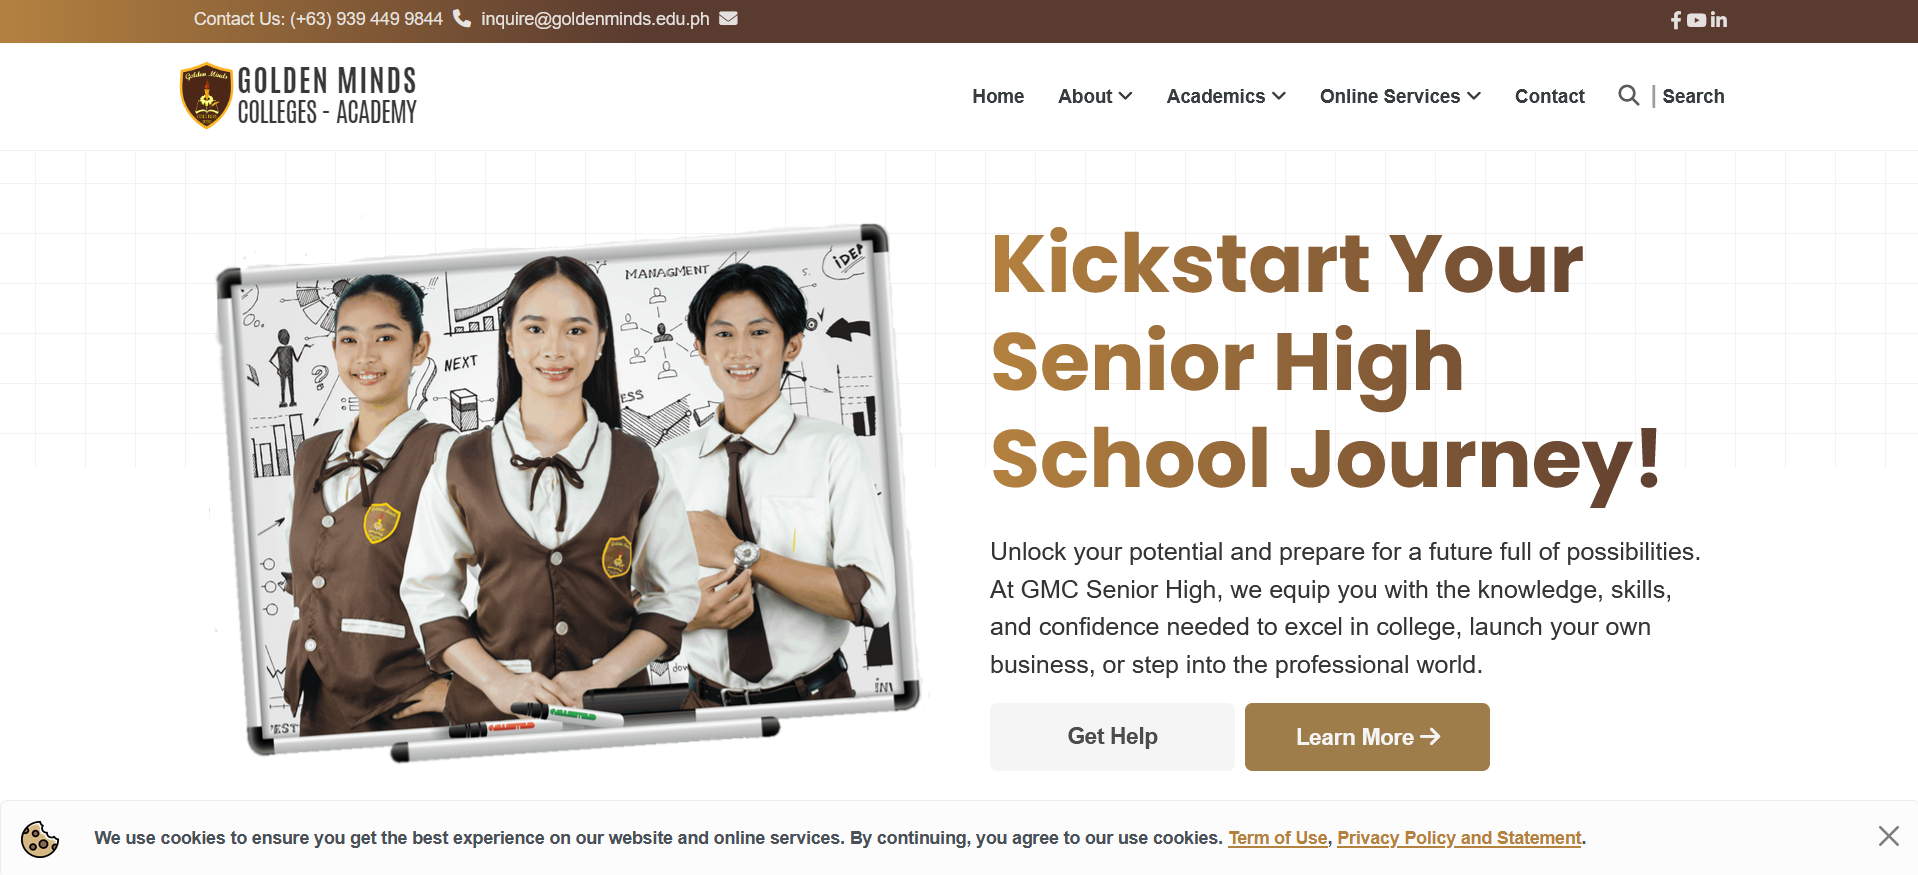 Contact Us: (+63) 939 449 9844 inquire@goldenminds.edu.ph
GOLDEN MINDS
COLLEGES - ACADEMY
Home About Academics Online Services Contact Search
MANAGMENT
NEXT
Kickstart Your
Senior High
School Journey!
Unlock your potential and prepare for a future full of possibilities.
At GMC Senior High, we equip you with the knowledge, skills,
and confidence needed to excel in college, launch your own
business, or step into the professional world.
Get Help
Learn More
We use cookies to ensure you get the best experience on our website and online services. By continuing, you agree to our use cookies. Term of Use, Privacy Policy and Statement.